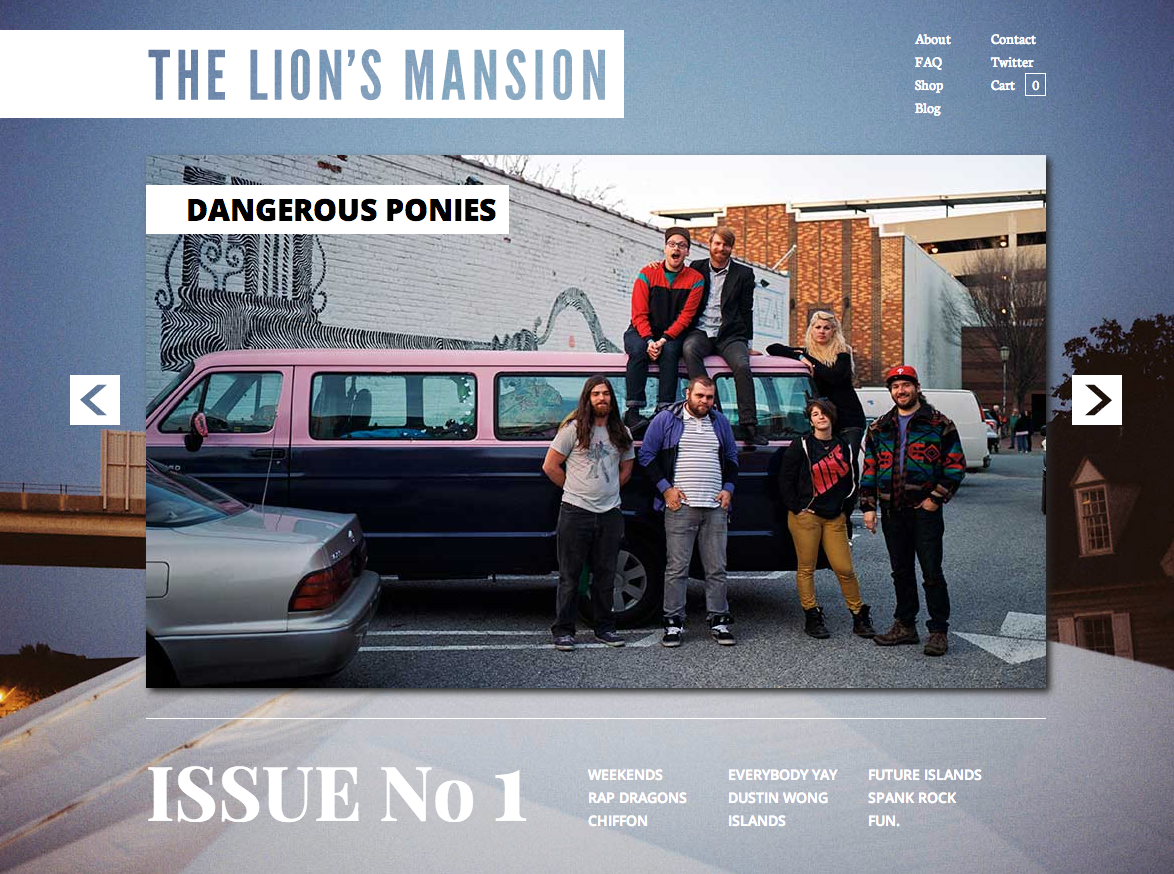 THE LION'S MANSION
About
FAQ
Shop
Blog
Contact
Twitter
Cart 0
DANGEROUS PONIES
ISSUE No 1
WEEKENDS
RAP DRAGONS
CHIFFON
EVERYBODY YAY
DUSTIN WONG
ISLANDS
FUTURE ISLANDS
SPANK ROCK
FUN.